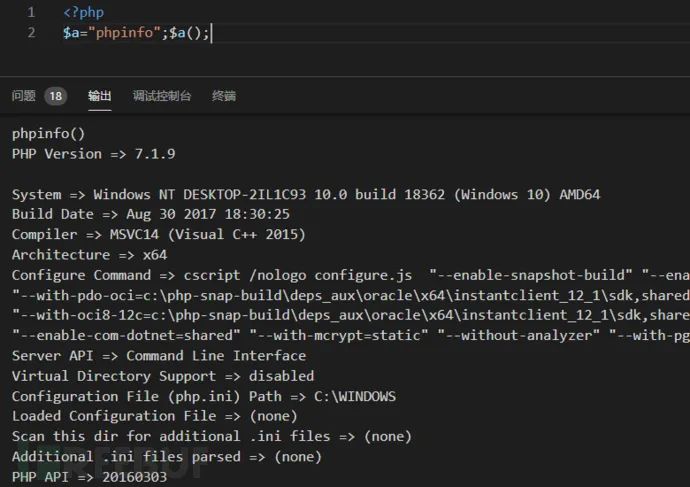 1 <?php
2 $a="phpinfo";$a();
问题 18 输出 调试控制台 终端
phpinfo()
PHP Version => 7.1.9
System => Windows NT DESKTOP-2IL1C93 10.0 build 18362 (Windows 10) AMD64
Build Date => Aug 30 2017 18:30:25
Compiler => MSVC14 (Visual C++ 2015)
Architecture => x64
Configure Command => cscript /nologo configure.js  "--enable-snapshot-build" "--ena
"--with-pdo-oci=c:\php-snap-build\deps_aux\oracle\x64\instantclient_12_1\sdk,shared
"--with-oci8-12c=c:\php-snap-build\deps_aux\oracle\x64\instantclient_12_1\sdk,shared
"--enable-com-dotnet=shared" "--with-mcrypt=static" "--without-analyzer" "--with-pg
Server API => Command Line Interface
Virtual Directory Support => disabled
Configuration File (php.ini) Path => C:\WINDOWS
Loaded Configuration File => (none)
Scan this dir for additional .ini files => (none)
Additional .ini files parsed => (none)
PHP API => 20160303
REEBUF